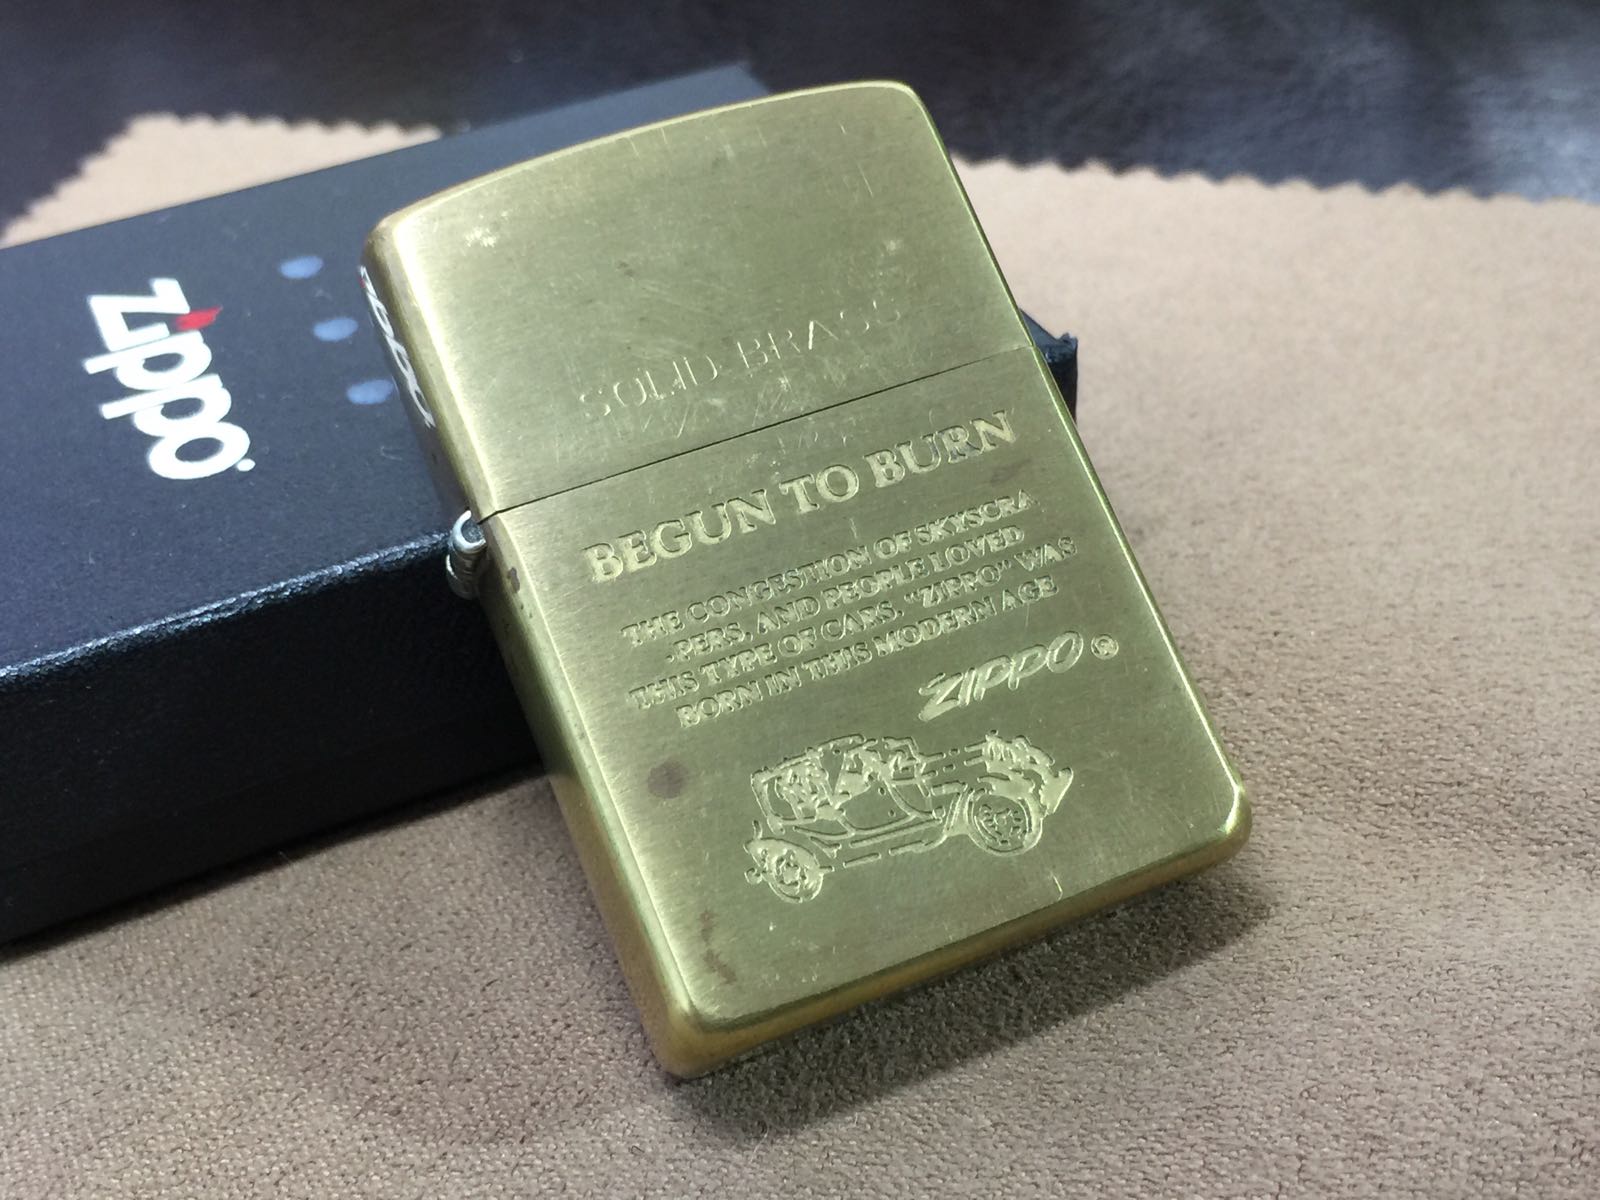 zippo
zippo
SOLID BRASS
BEGUN TO BURN
THE CONGESTION OF SKYSCRA
-PERS, AND PEOPLE LOVED
THIS TYPE OF CARS. "ZIPPO" WAS
BORN IN THIS MODERN AGE
ZIPPO ®